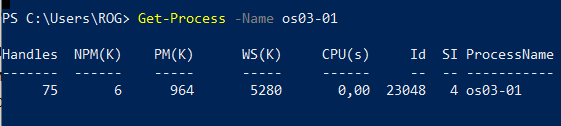 PS C:\Users\ROG> Get-Process -Name os03-01
Handles NPM(K) PM(K) WS(K) CPU(s) Id SI ProcessName
------- ------ ----- ----- ------ -- -- -----------
75 6 964 5280 0,00 23048 4 os03-01